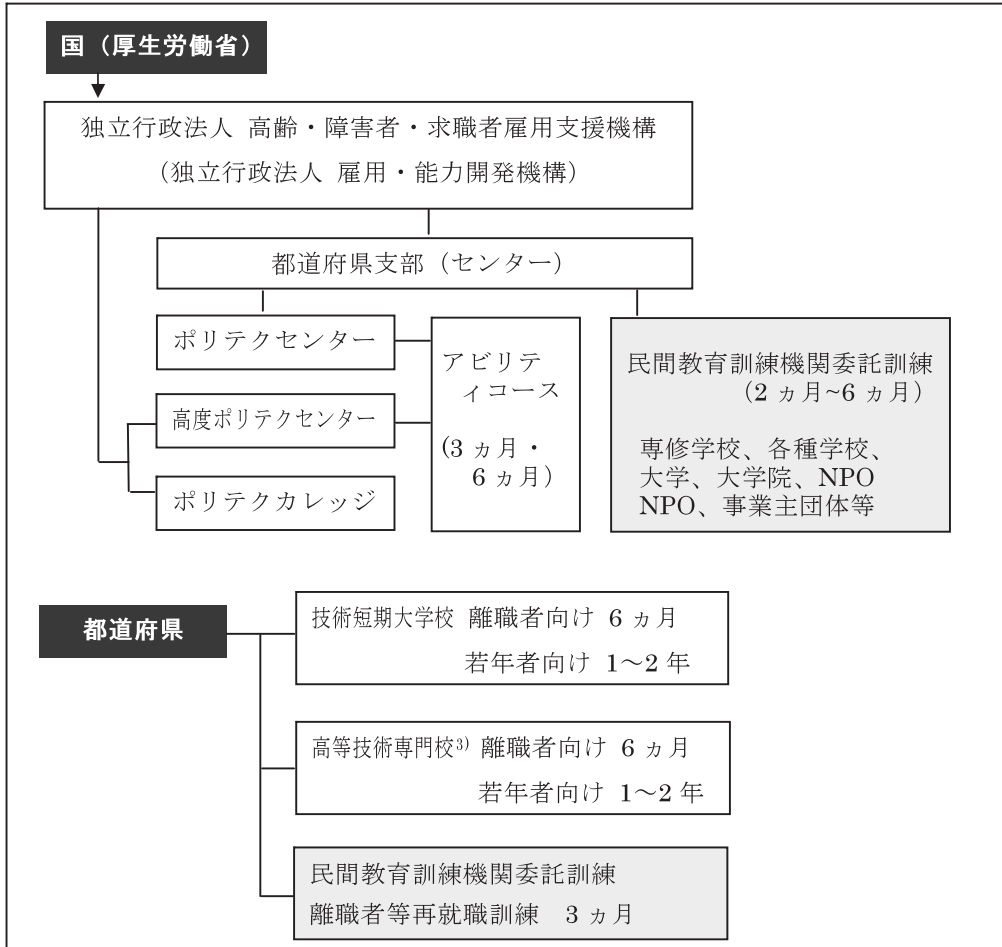 国（厚生労働省）
独立行政法人 高齢・障害者・求職者雇用支援機構
（独立行政法人 雇用・能力開発機構）
都道府県支部（センター）
ポリテクセンター
高度ポリテクセンター
ポリテクカレッジ
アビリテ
ィコース
(3 ヵ月・
6 ヵ月）
民間教育訓練機関委託訓練
（2 ヵ月~6 ヵ月）
専修学校、各種学校、
大学、大学院、NPO
NPO、事業主団体等
都道府県
技術短期大学校 離職者向け 6 ヵ月
若年者向け 1～2 年
高等技術専門校3) 離職者向け 6 ヵ月
若年者向け 1～2 年
民間教育訓練機関委託訓練
離職者等再就職訓練 3 ヵ月